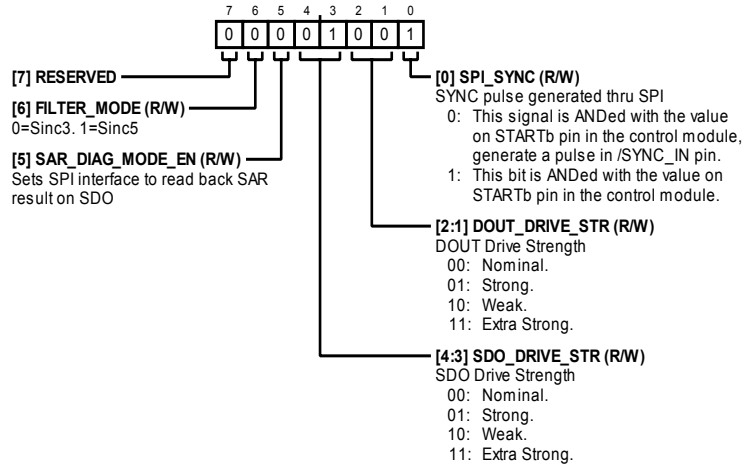 7 6 5 4 3 2 1 0
0 0 0 0 1 0 0 1
[7] RESERVED
[6] FILTER_MODE (R/W)
0=Sinc3. 1=Sinc5
[5] SAR_DIAG_MODE_EN (R/W)
Sets SPI interface to read back SAR
result on SDO
[0] SPI_SYNC (R/W)
SYNC pulse generated thru SPI
0: This signal is ANDed with the value
on STARTb pin in the control module,
generate a pulse in /SYNC_IN pin.
1: This bit is ANDed with the value on
STARTb pin in the control module.
[2:1] DOUT_DRIVE_STR (R/W)
DOUT Drive Strength
00: Nominal.
01: Strong.
10: Weak.
11: Extra Strong.
[4:3] SDO_DRIVE_STR (R/W)
SDO Drive Strength
00: Nominal.
01: Strong.
10: Weak.
11: Extra Strong.